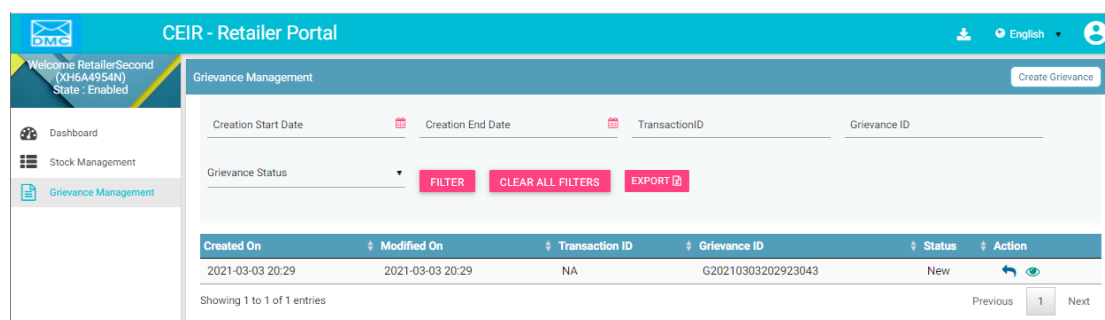 DMC
CEIR - Retailer Portal
English
Welcome RetailerSecond
(XH6A4954N)
State : Enabled
Grievance Management
Create Grievance
Dashboard
Stock Management
Grievance Management
Creation Start Date
Creation End Date
TransactionID
Grievance ID
Grievance Status
FILTER
CLEAR ALL FILTERS
EXPORT
Created On Modified On Transaction ID Grievance ID Status Action
2021-03-03 20:29 2021-03-03 20:29 NA G20210303202923043 New
Showing 1 to 1 of 1 entries
Previous 1 Next